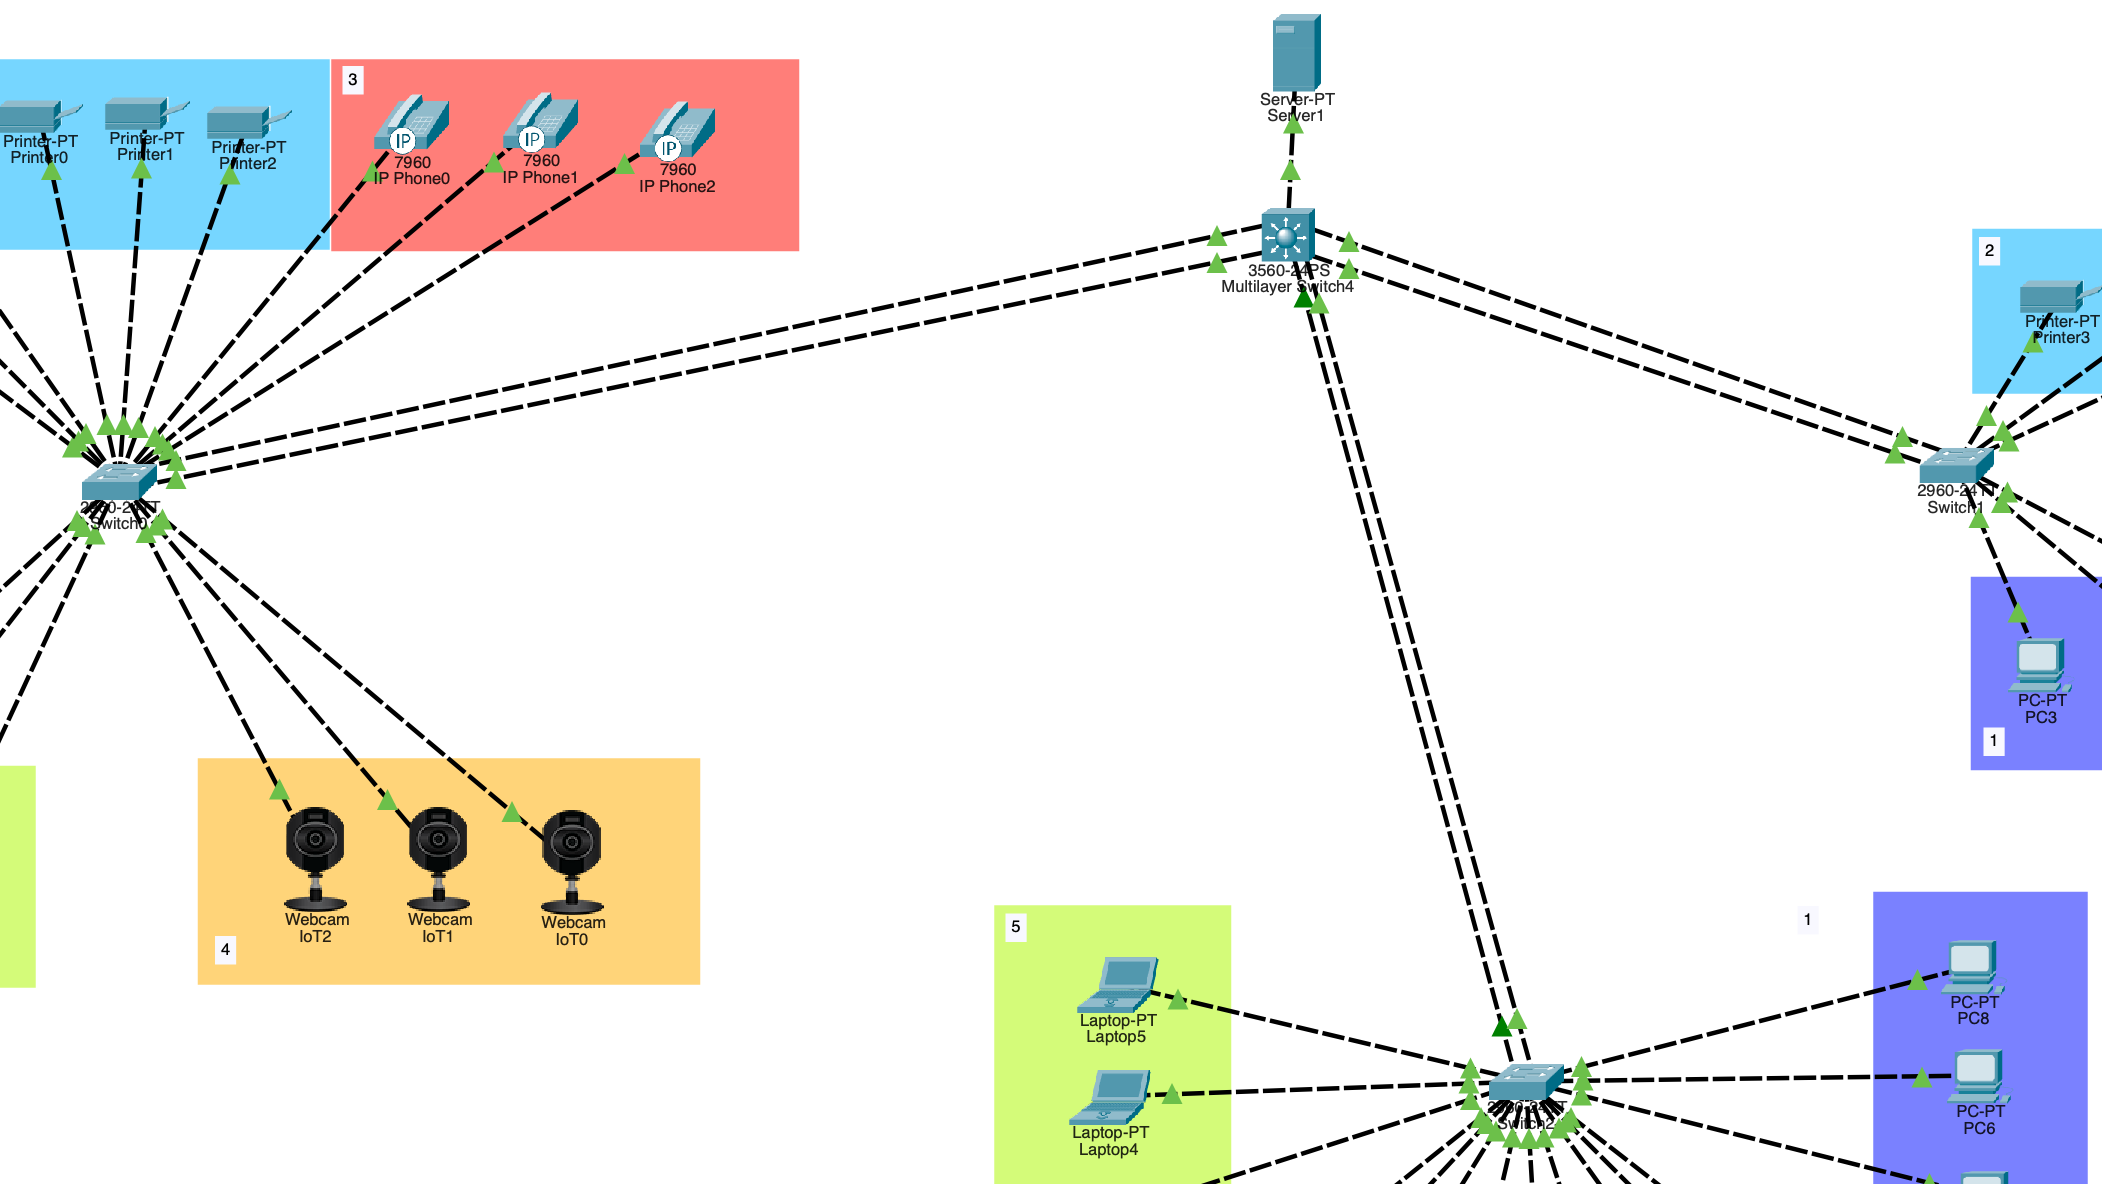 Server-PT
Server1
3
Printer-PT
Printer0
Printer-PT
Printer1
Printer-PT
Printer2
IP
7960
IP Phone0
IP
7960
IP Phone1
IP
7960
IP Phone2
3560-24PS
Multilayer Switch4
2
Printer-PT
Printer3
2960-24TT
Switch0
2960-24TT
Switch1
PC-PT
PC3
1
Webcam
IoT2
Webcam
IoT1
Webcam
IoT0
4
5
1
Laptop-PT
Laptop5
PC-PT
PC8
Laptop-PT
Laptop4
2960-24TT
Switch2
PC-PT
PC6